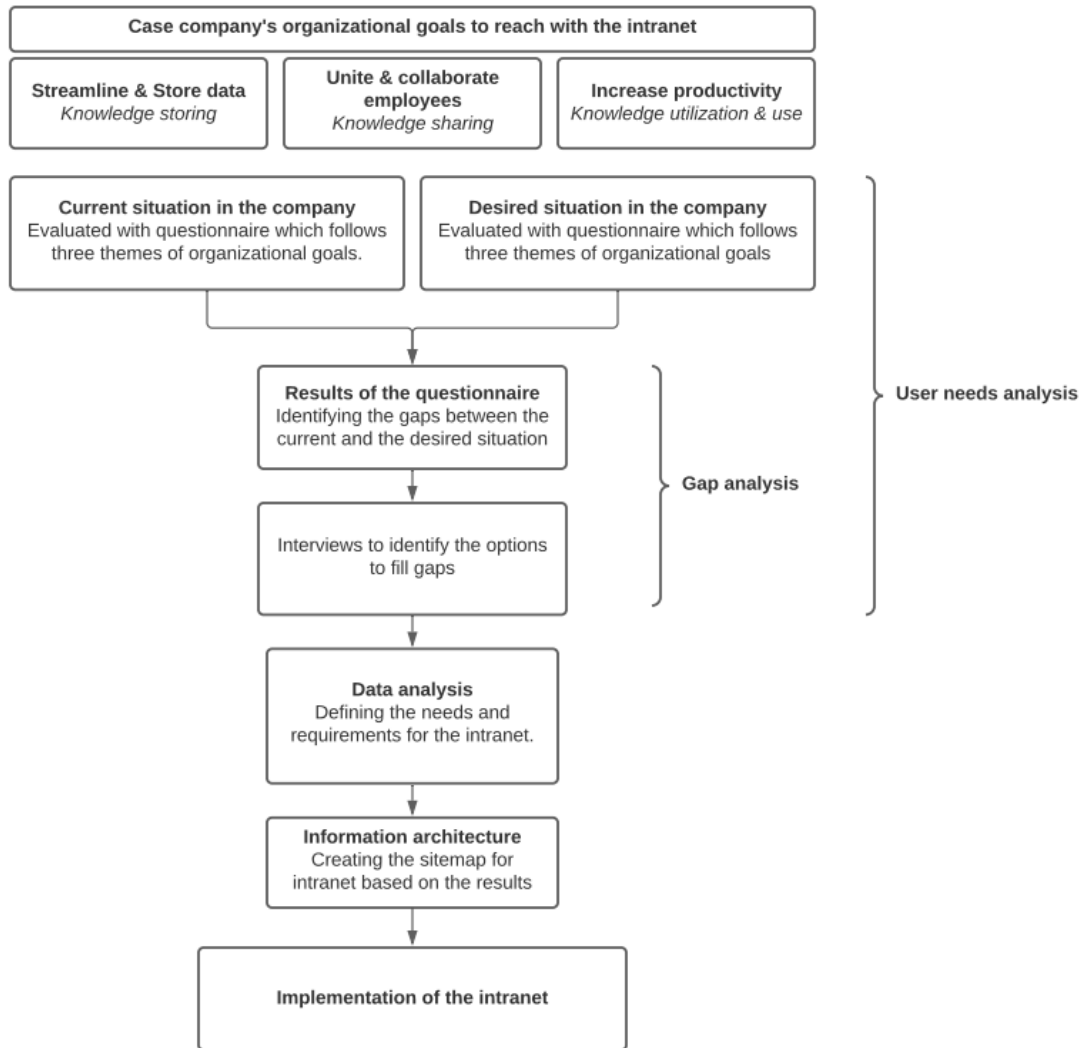 Case company's organizational goals to reach with the intranet
Streamline & Store data
Knowledge storing
Unite & collaborate
employees
Knowledge sharing
Increase productivity
Knowledge utilization & use
Current situation in the company
Evaluated with questionnaire which follows
three themes of organizational goals.
Desired situation in the company
Evaluated with questionnaire which follows
three themes of organizational goals
Results of the questionnaire
Identifying the gaps between the
current and the desired situation
Interviews to identify the options
to fill gaps
Gap analysis
User needs analysis
Data analysis
Defining the needs and
requirements for the intranet.
Information architecture
Creating the sitemap for
intranet based on the results
Implementation of the intranet